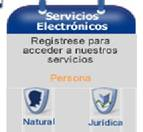 Servicios
Electrónicos
Regístrese para
acceder a nuestros
servicios
Persona
Natural
Jurídica